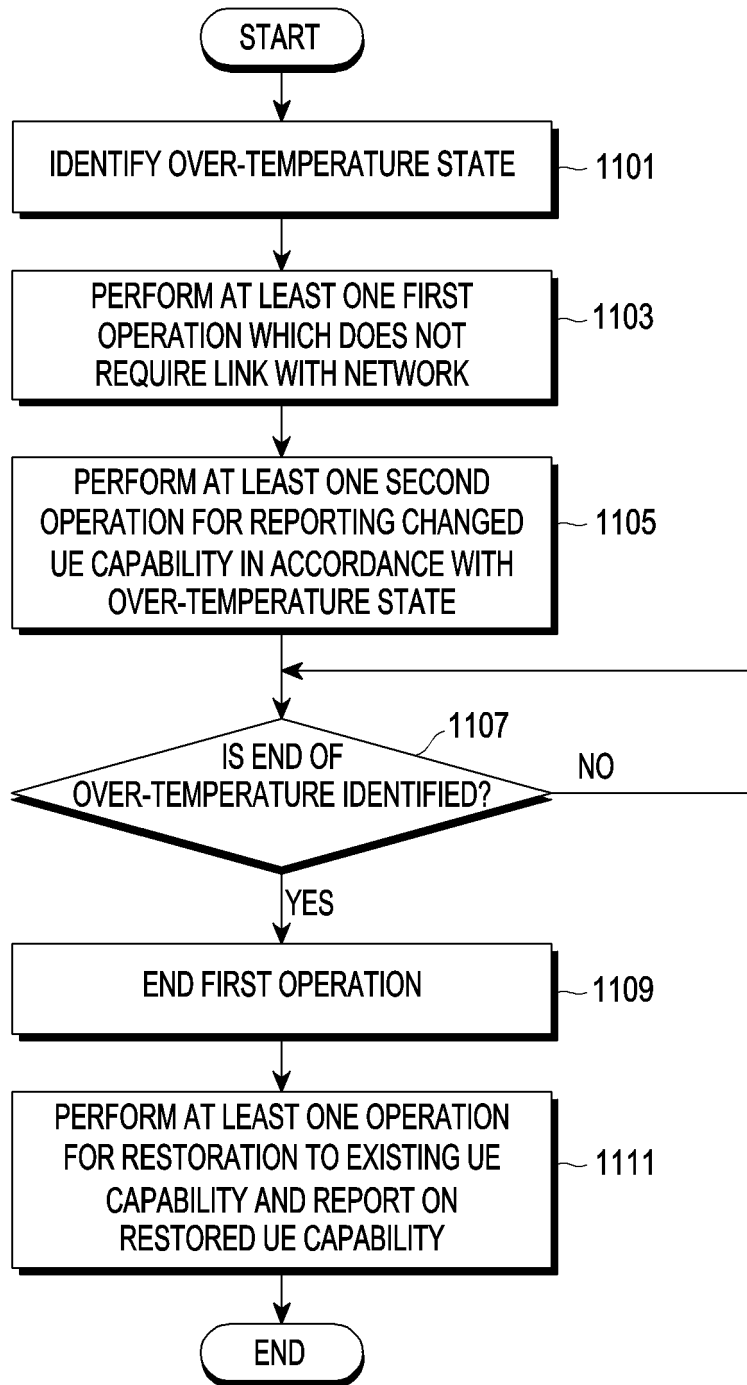 START
IDENTIFY OVER-TEMPERATURE STATE
1101
PERFORM AT LEAST ONE FIRST
OPERATION WHICH DOES NOT
REQUIRE LINK WITH NETWORK
1103
PERFORM AT LEAST ONE SECOND
OPERATION FOR REPORTING CHANGED
UE CAPABILITY IN ACCORDANCE WITH
OVER-TEMPERATURE STATE
1105
1107
IS END OF
OVER-TEMPERATURE IDENTIFIED?
NO
YES
END FIRST OPERATION
1109
PERFORM AT LEAST ONE OPERATION
FOR RESTORATION TO EXISTING UE
CAPABILITY AND REPORT ON
RESTORED UE CAPABILITY
1111
END